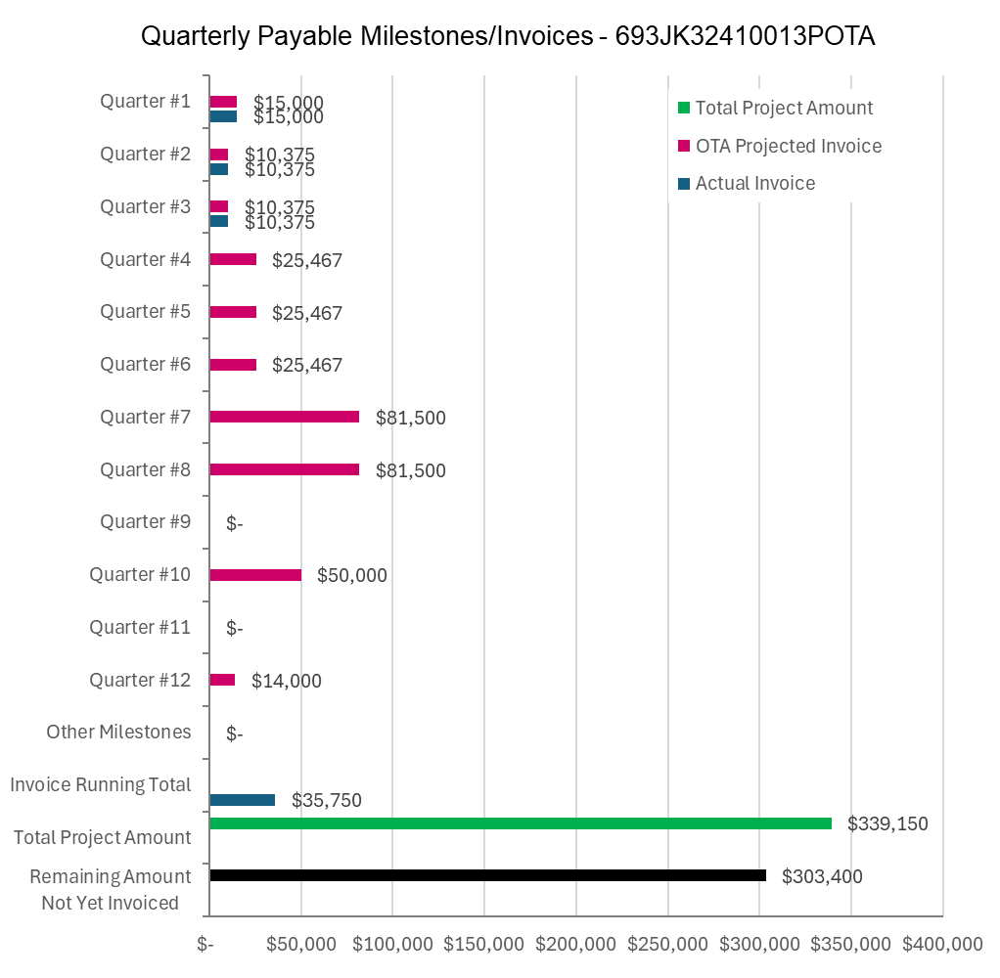 Quarterly Payable Milestones/Invoices - 693JK32410013POTA
Total Project Amount
OTA Projected Invoice
Actual Invoice
Quarter #1 $15,000
$15,000
Quarter #2 $10,375
$10,375
Quarter #3 $10,375
$10,375
Quarter #4 $25,467
Quarter #5 $25,467
Quarter #6 $25,467
Quarter #7 $81,500
Quarter #8 $81,500
Quarter #9 $-
Quarter #10 $50,000
Quarter #11 $-
Quarter #12 $14,000
Other Milestones $-
Invoice Running Total $35,750
Total Project Amount $339,150
Remaining Amount $303,400
Not Yet Invoiced
$- $50,000 $100,000 $150,000 $200,000 $250,000 $300,000 $350,000 $400,000